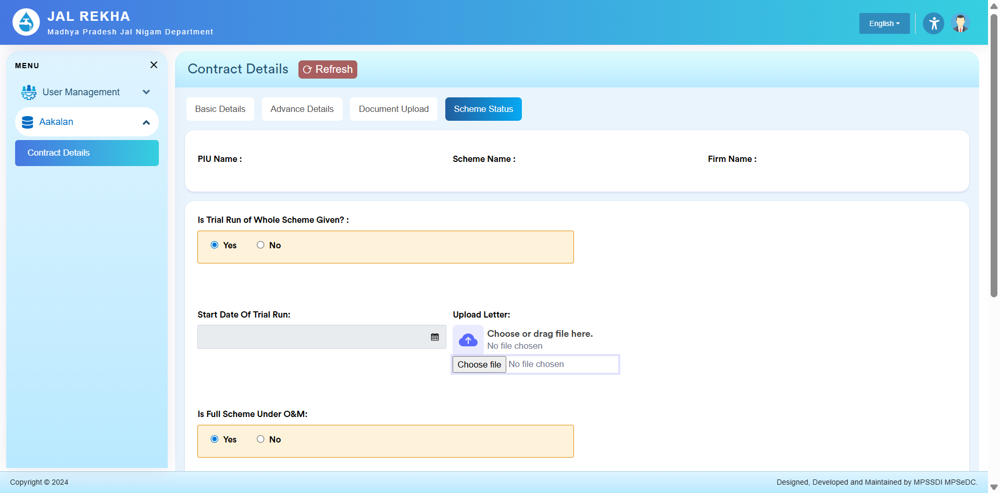 JAL REKHA
Madhya Pradesh Jal Nigam Department
English
MENU
User Management
Aakalan
Contract Details
Contract Details
Refresh
Basic Details
Advance Details
Document Upload
Scheme Status
PIU Name :
Scheme Name :
Firm Name :
Is Trial Run of Whole Scheme Given? :
Yes
No
Start Date Of Trial Run:
Upload Letter:
Choose or drag file here.
No file chosen
Choose file
No file chosen
Is Full Scheme Under O&M:
Yes
No
Copyright © 2024
Designed, Developed and Maintained by MPSSDI MPSeDC.